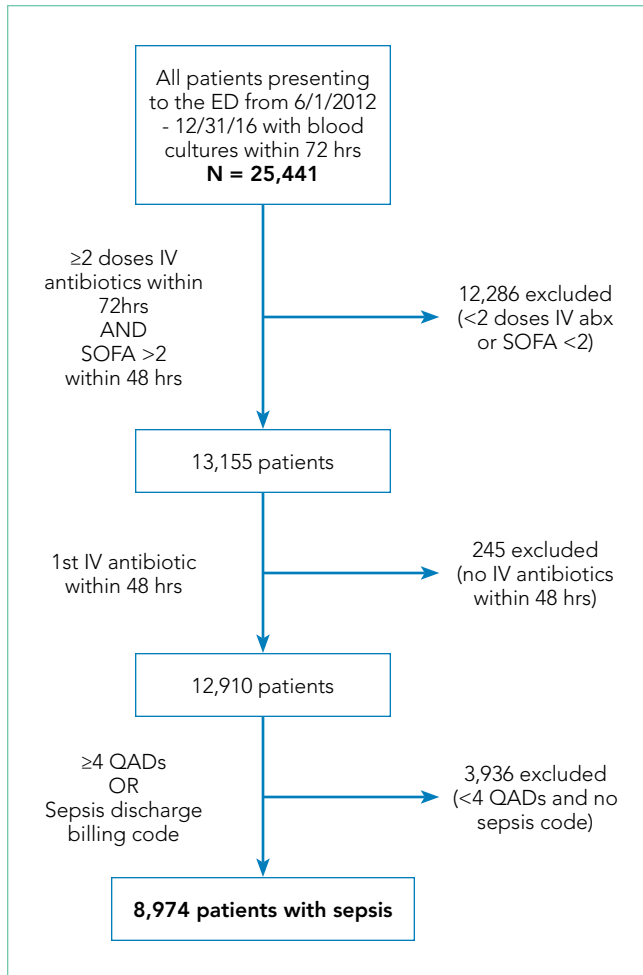 All patients presenting
to the ED from 6/1/2012
- 12/31/16 with blood
cultures within 72 hrs
N = 25,441
≥2 doses IV
antibiotics within
72hrs
AND
SOFA >2
within 48 hrs
12,286 excluded
(<2 doses IV abx
or SOFA <2)
13,155 patients
1st IV antibiotic
within 48 hrs
245 excluded
(no IV antibiotics
within 48 hrs)
12,910 patients
≥4 QADs
OR
Sepsis discharge
billing code
3,936 excluded
(<4 QADs and no
sepsis code)
8,974 patients with sepsis